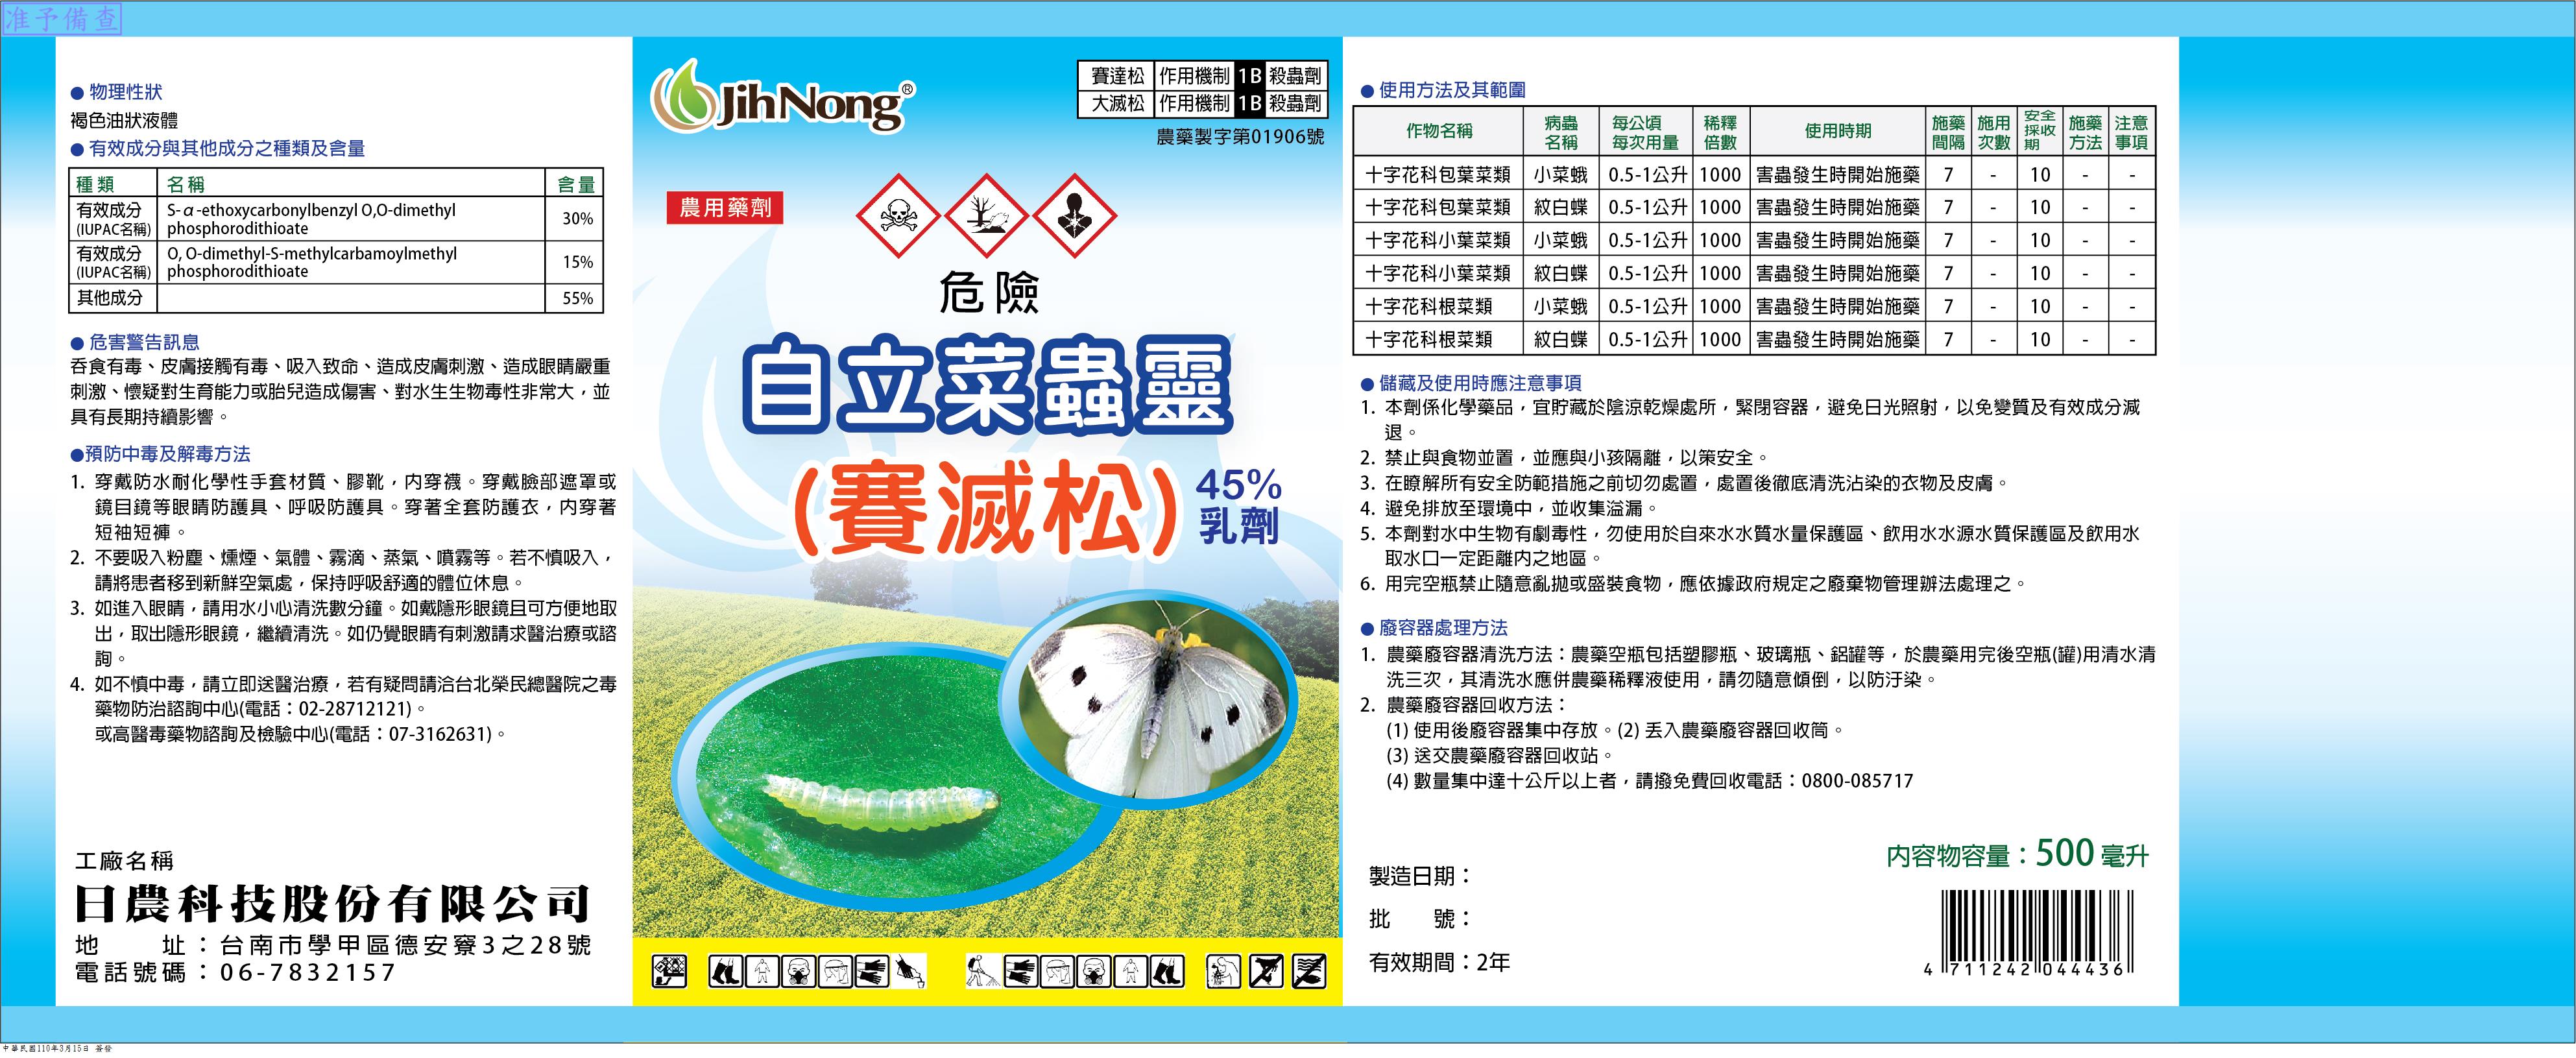 准予備查
● 物理性狀
褐色油狀液體
● 有效成分與其他成分之種類及含量
種類 名稱 含量
有效成分 (IUPAC名稱) S-α-ethoxycarbonylbenzyl O,O-dimethyl phosphorodithioate 30%
有效成分 (IUPAC名稱) O, O-dimethyl-S-methylcarbamoylmethyl phosphorodithioate 15%
其他成分 55%
● 危害警告訊息
吞食有毒、皮膚接觸有毒、吸入致命、造成皮膚刺激、造成眼睛嚴重
刺激、懷疑對生育能力或胎兒造成傷害、對水生生物毒性非常大，並
具有長期持續影響。
●預防中毒及解毒方法
1. 穿戴防水耐化學性手套材質、膠靴，內穿襪。穿戴臉部遮罩或
鏡目鏡等眼睛防護具、呼吸防護具。穿著全套防護衣，內穿著
短袖短褲。
2. 不要吸入粉塵、燻煙、氣體、霧滴、蒸氣、噴霧等。若不慎吸入，
請將患者移到新鮮空氣處，保持呼吸舒適的體位休息。
3. 如進入眼睛，請用水小心清洗數分鐘。如戴隱形眼鏡且可方便地取
出，取出隱形眼鏡，繼續清洗。如仍覺眼睛有刺激請求醫治療或諮
詢。
4. 如不慎中毒，請立即送醫治療，若有疑問請洽台北榮民總醫院之毒
藥物防治諮詢中心(電話：02-28712121)。
或高醫毒藥物諮詢及檢驗中心(電話：07-3162631)。
工廠名稱
日農科技股份有限公司
地 址：台南市學甲區德安寮3之28號
電話號碼：06-7832157
JihNong®
賽達松 作用機制 1B 殺蟲劑
大滅松 作用機制 1B 殺蟲劑
農藥製字第01906號
農用藥劑
危險
自立菜蟲靈
(賽滅松)
45%
乳劑
● 使用方法及其範圍
作物名稱 病蟲名稱 每公頃每次用量 稀釋倍數 使用時期 施藥間隔 施用次數 安全採收期 施藥方法 注意事項
十字花科包葉菜類 小菜蛾 0.5-1公升 1000 害蟲發生時開始施藥 7 - 10 - -
十字花科包葉菜類 紋白蝶 0.5-1公升 1000 害蟲發生時開始施藥 7 - 10 - -
十字花科小葉菜類 小菜蛾 0.5-1公升 1000 害蟲發生時開始施藥 7 - 10 - -
十字花科小葉菜類 紋白蝶 0.5-1公升 1000 害蟲發生時開始施藥 7 - 10 - -
十字花科根菜類 小菜蛾 0.5-1公升 1000 害蟲發生時開始施藥 7 - 10 - -
十字花科根菜類 紋白蝶 0.5-1公升 1000 害蟲發生時開始施藥 7 - 10 - -
● 儲藏及使用時應注意事項
1. 本劑係化學藥品，宜貯藏於陰涼乾燥處所，緊閉容器，避免日光照射，以免變質及有效成分減
退。
2. 禁止與食物並置，並應與小孩隔離，以策安全。
3. 在瞭解所有安全防範措施之前切勿處置，處置後徹底清洗沾染的衣物及皮膚。
4. 避免排放至環境中，並收集溢漏。
5. 本劑對水中生物有劇毒性，勿使用於自來水水質水量保護區、飲用水水源水質保護區及飲用水
取水口一定距離內之地區。
6. 用完空瓶禁止隨意亂拋或盛裝食物，應依據政府規定之廢棄物管理辦法處理之。
● 廢容器處理方法
1. 農藥廢容器清洗方法：農藥空瓶包括塑膠瓶、玻璃瓶、鋁罐等，於農藥用完後空瓶(罐)用清水清
洗三次，其清洗水應併農藥稀釋液使用，請勿隨意傾倒，以防汙染。
2. 農藥廢容器回收方法：
(1) 使用後廢容器集中存放。(2) 丟入農藥廢容器回收筒。
(3) 送交農藥廢容器回收站。
(4) 數量集中達十公斤以上者，請撥免費回收電話：0800-085717
內容物容量：500 毫升
製造日期：
批 號：
有效期間：2年
4 711242 044436
中華民國110年3月15日 簽發